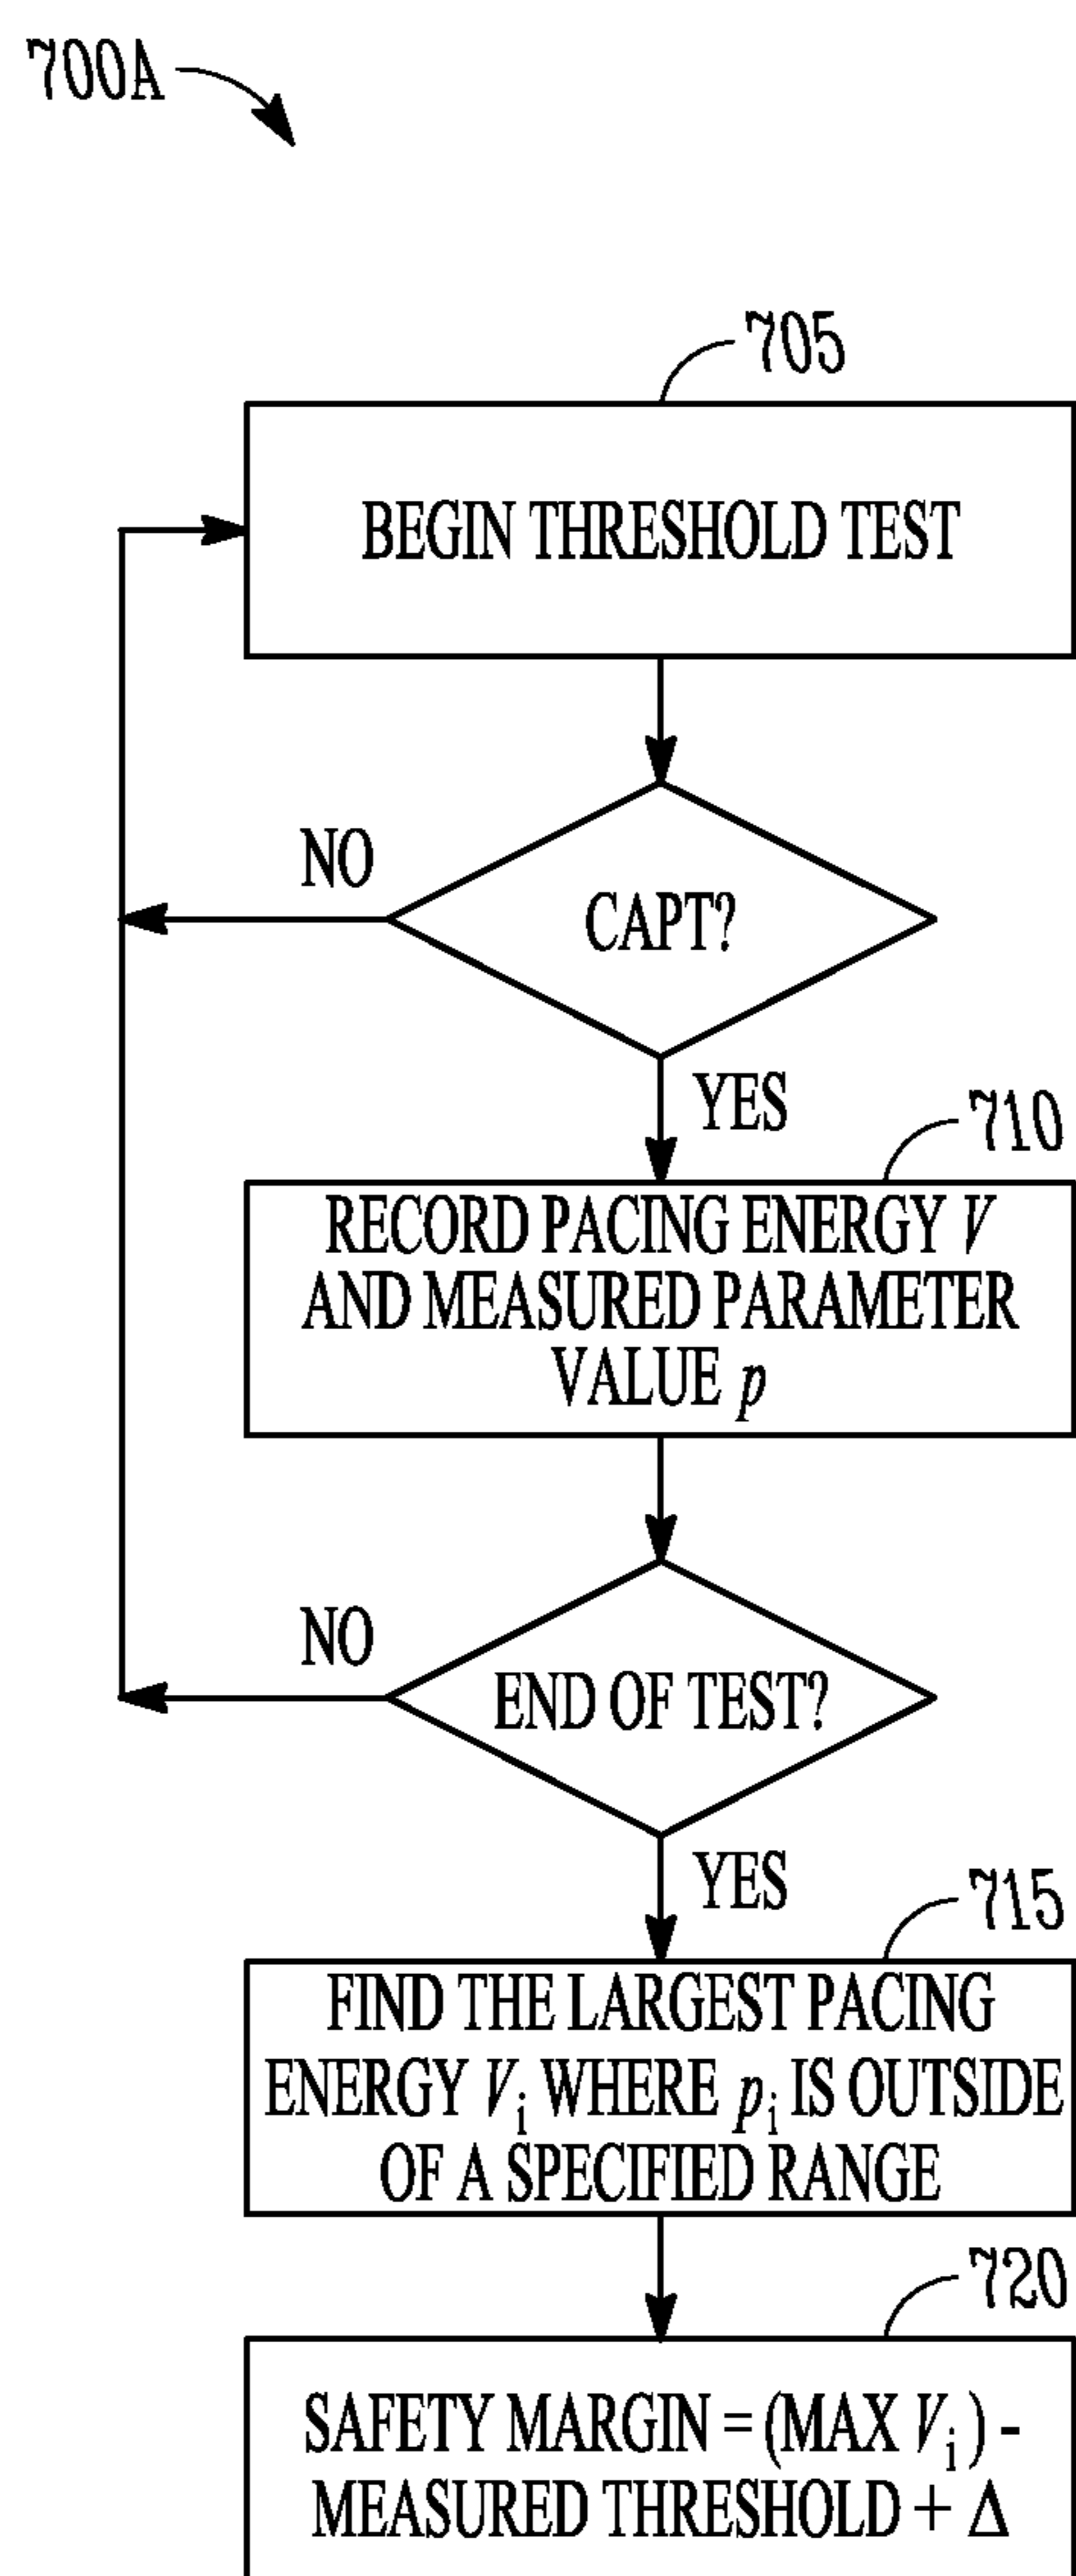 700A
705
BEGIN THRESHOLD TEST
NO
CAPT?
YES
710
RECORD PACING ENERGY V
AND MEASURED PARAMETER
VALUE p
NO
END OF TEST?
YES
715
FIND THE LARGEST PACING
ENERGY Vi WHERE pi IS OUTSIDE
OF A SPECIFIED RANGE
720
SAFETY MARGIN = (MAX Vi) -
MEASURED THRESHOLD + Δ